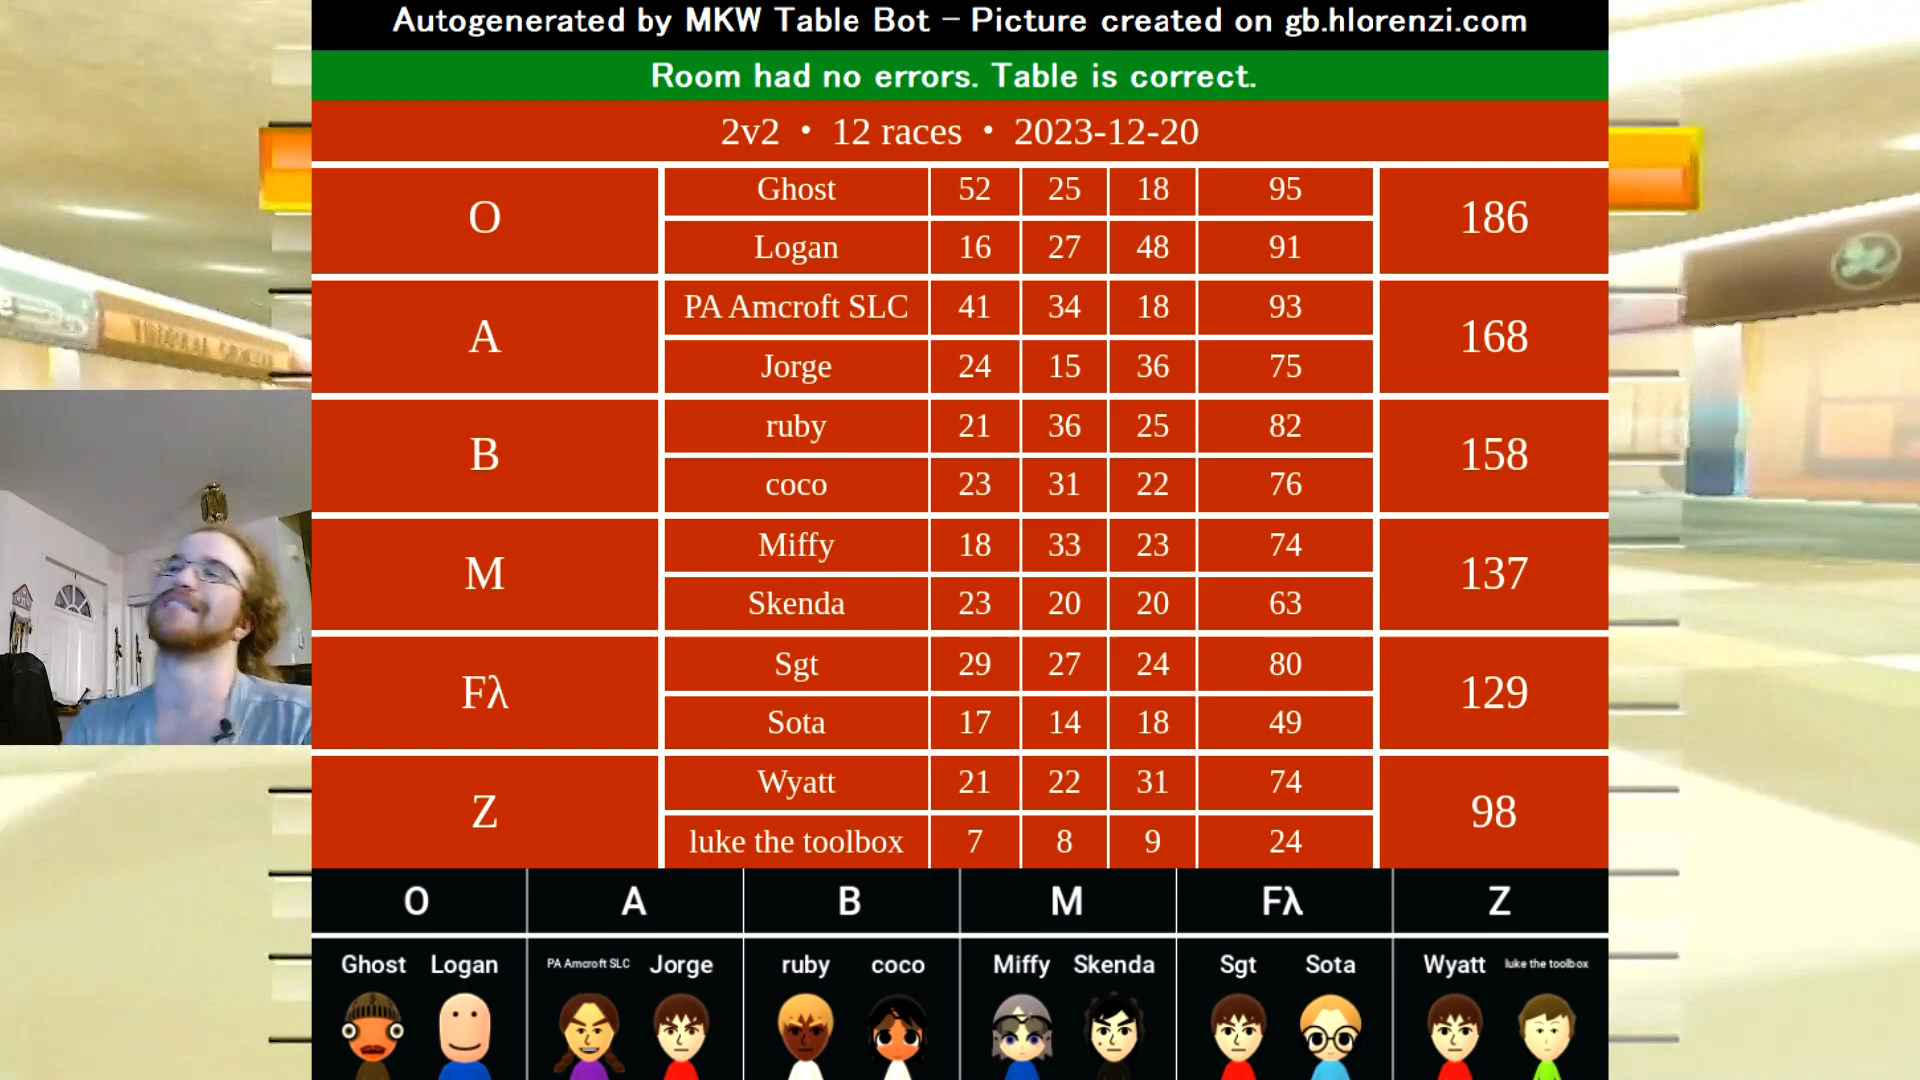 Autogenerated by MKW Table Bot – Picture created on gb.hlorenzi.com
Room had no errors. Table is correct.
2v2 • 12 races • 2023-12-20
O Ghost 52 25 18 95 186
Logan 16 27 48 91
A PA Amcroft SLC 41 34 18 93 168
Jorge 24 15 36 75
B ruby 21 36 25 82 158
coco 23 31 22 76
M Miffy 18 33 23 74 137
Skenda 23 20 20 63
Fλ Sgt 29 27 24 80 129
Sota 17 14 18 49
Z Wyatt 21 22 31 74 98
luke the toolbox 7 8 9 24
O A B M Fλ Z
Ghost Logan PA Amcroft SLC Jorge ruby coco Miffy Skenda Sgt Sota Wyatt luke the toolbox